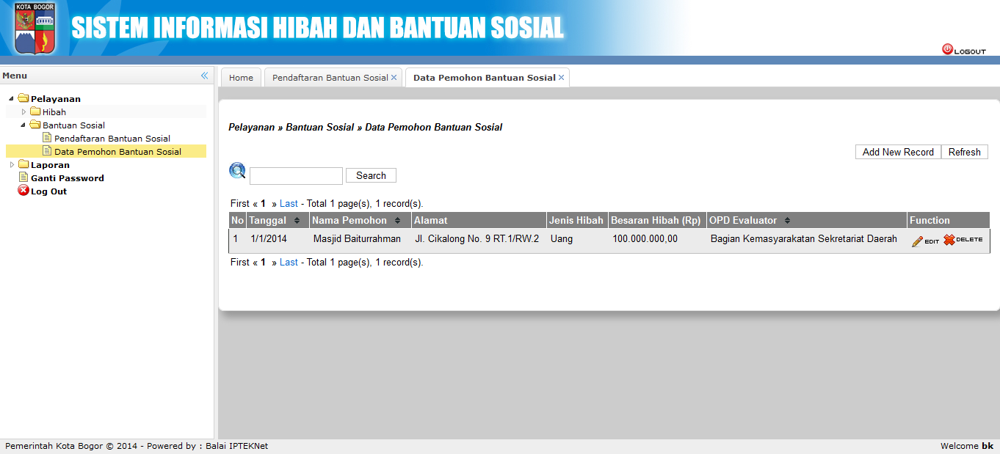 KOTA BOGOR
SISTEM INFORMASI HIBAH DAN BANTUAN SOSIAL
LOGOUT
Menu
Pelayanan
Hibah
Bantuan Sosial
Pendaftaran Bantuan Sosial
Data Pemohon Bantuan Sosial
Laporan
Ganti Password
Log Out
Home Pendaftaran Bantuan Sosial Data Pemohon Bantuan Sosial
Pelayanan » Bantuan Sosial » Data Pemohon Bantuan Sosial
Add New Record Refresh
Search
First « 1 » Last - Total 1 page(s), 1 record(s).
No Tanggal Nama Pemohon Alamat Jenis Hibah Besaran Hibah (Rp) OPD Evaluator Function
1 1/1/2014 Masjid Baiturrahman Jl. Cikalong No. 9 RT.1/RW.2 Uang 100.000.000,00 Bagian Kemasyarakatan Sekretariat Daerah EDIT DELETE
First « 1 » Last - Total 1 page(s), 1 record(s).
Pemerintah Kota Bogor © 2014 - Powered by : Balai IPTEKNet
Welcome bk